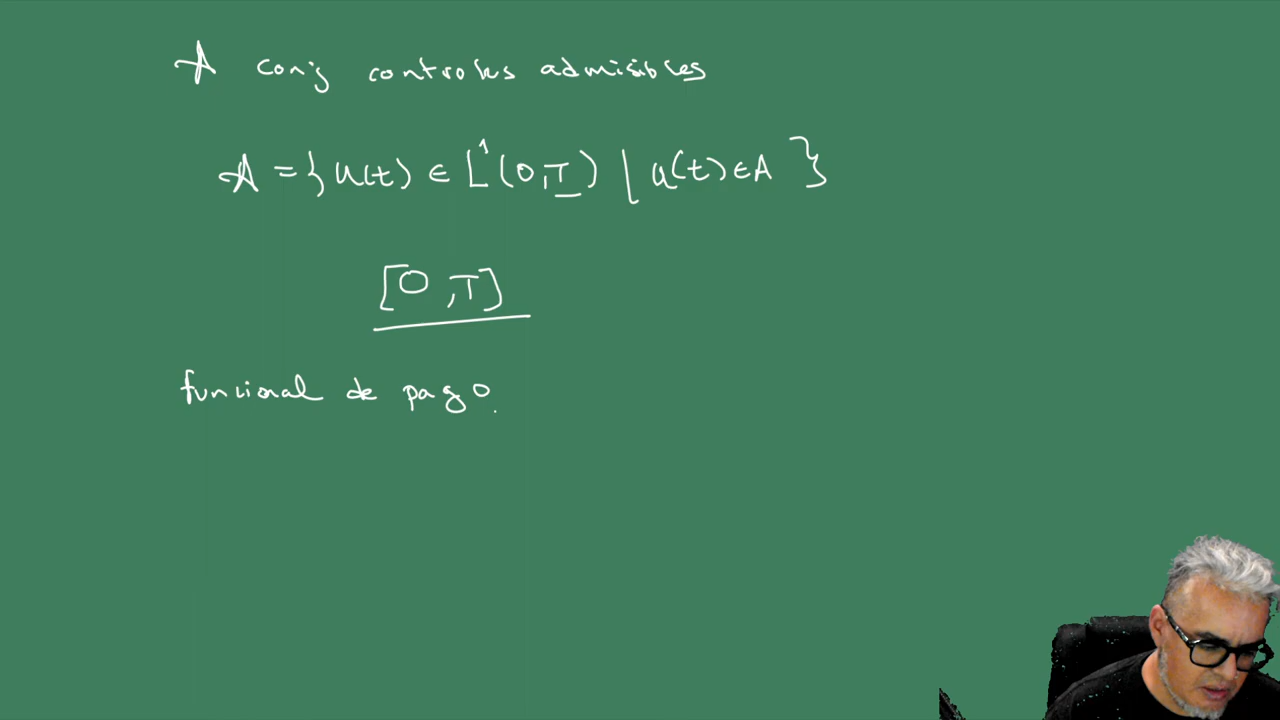 𝒜 conj controles admisibles
𝒜 = { u(t) ∈ L¹(0,T) | u(t) ∈ A }
[0,T]
funcional de pago.